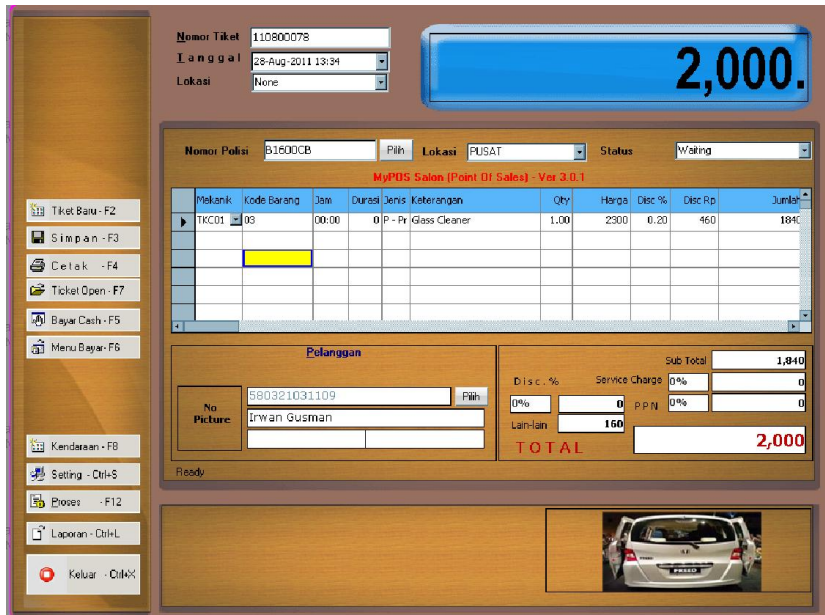 Nomor Tiket 110800078
Tanggal 28-Aug-2011 13:34
Lokasi None
2,000.
Nomor Polisi B1600CB Pilih Lokasi PUSAT Status Waiting
MyPOS Salon (Point Of Sales) - Ver 3.0.1
Mekanik Kode Barang Jam Durasi Jenis Keterangan Qty Harga Disc % Disc Rp Jumlah
TKC01 03 00:00 0 P - Pr Glass Cleaner 1.00 2300 0.20 460 1840
Tiket Baru - F2
Simpan - F3
Cetak - F4
Ticket Open - F7
Bayar Cash - F5
Menu Bayar - F6
Kendaraan - F8
Setting - Ctrl+S
Proses - F12
Laporan - Ctrl+L
Keluar - Ctrl+X
Pelanggan
No Picture
580321031109 Pilih
Irwan Gusman
Sub Total 1,840
Disc. % Service Charge 0% 0
0% 0 PPN 0% 0
Lain-lain 160
TOTAL 2,000
Ready
FREED